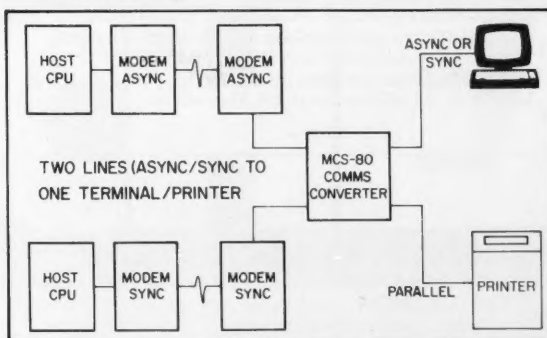 HOST
CPU
MODEM
ASYNC
MODEM
ASYNC
ASYNC OR
SYNC
TWO LINES (ASYNC/SYNC TO
ONE TERMINAL/PRINTER
MCS-80
COMMS
CONVERTER
HOST
CPU
MODEM
SYNC
MODEM
SYNC
PARALLEL
PRINTER